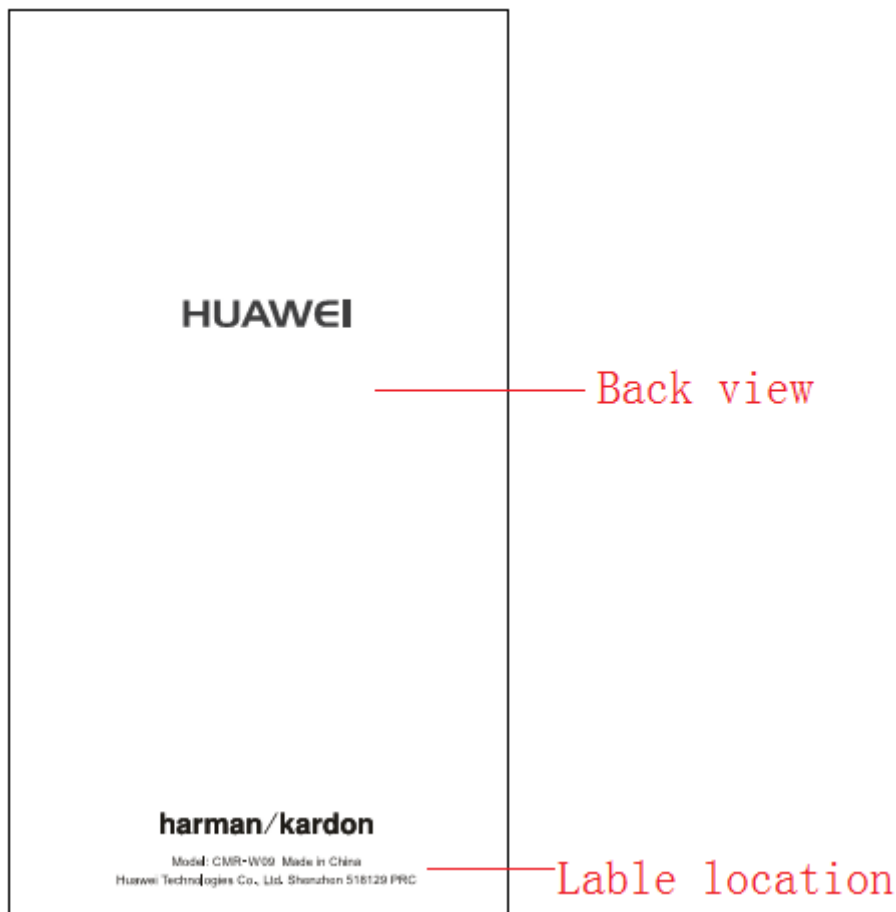 HUAWEI
Back view
harman/kardon
Model: CMR-W09 Made in China
Huawei Technologies Co., Ltd. Shenzhen 518129 PRC
Lable location